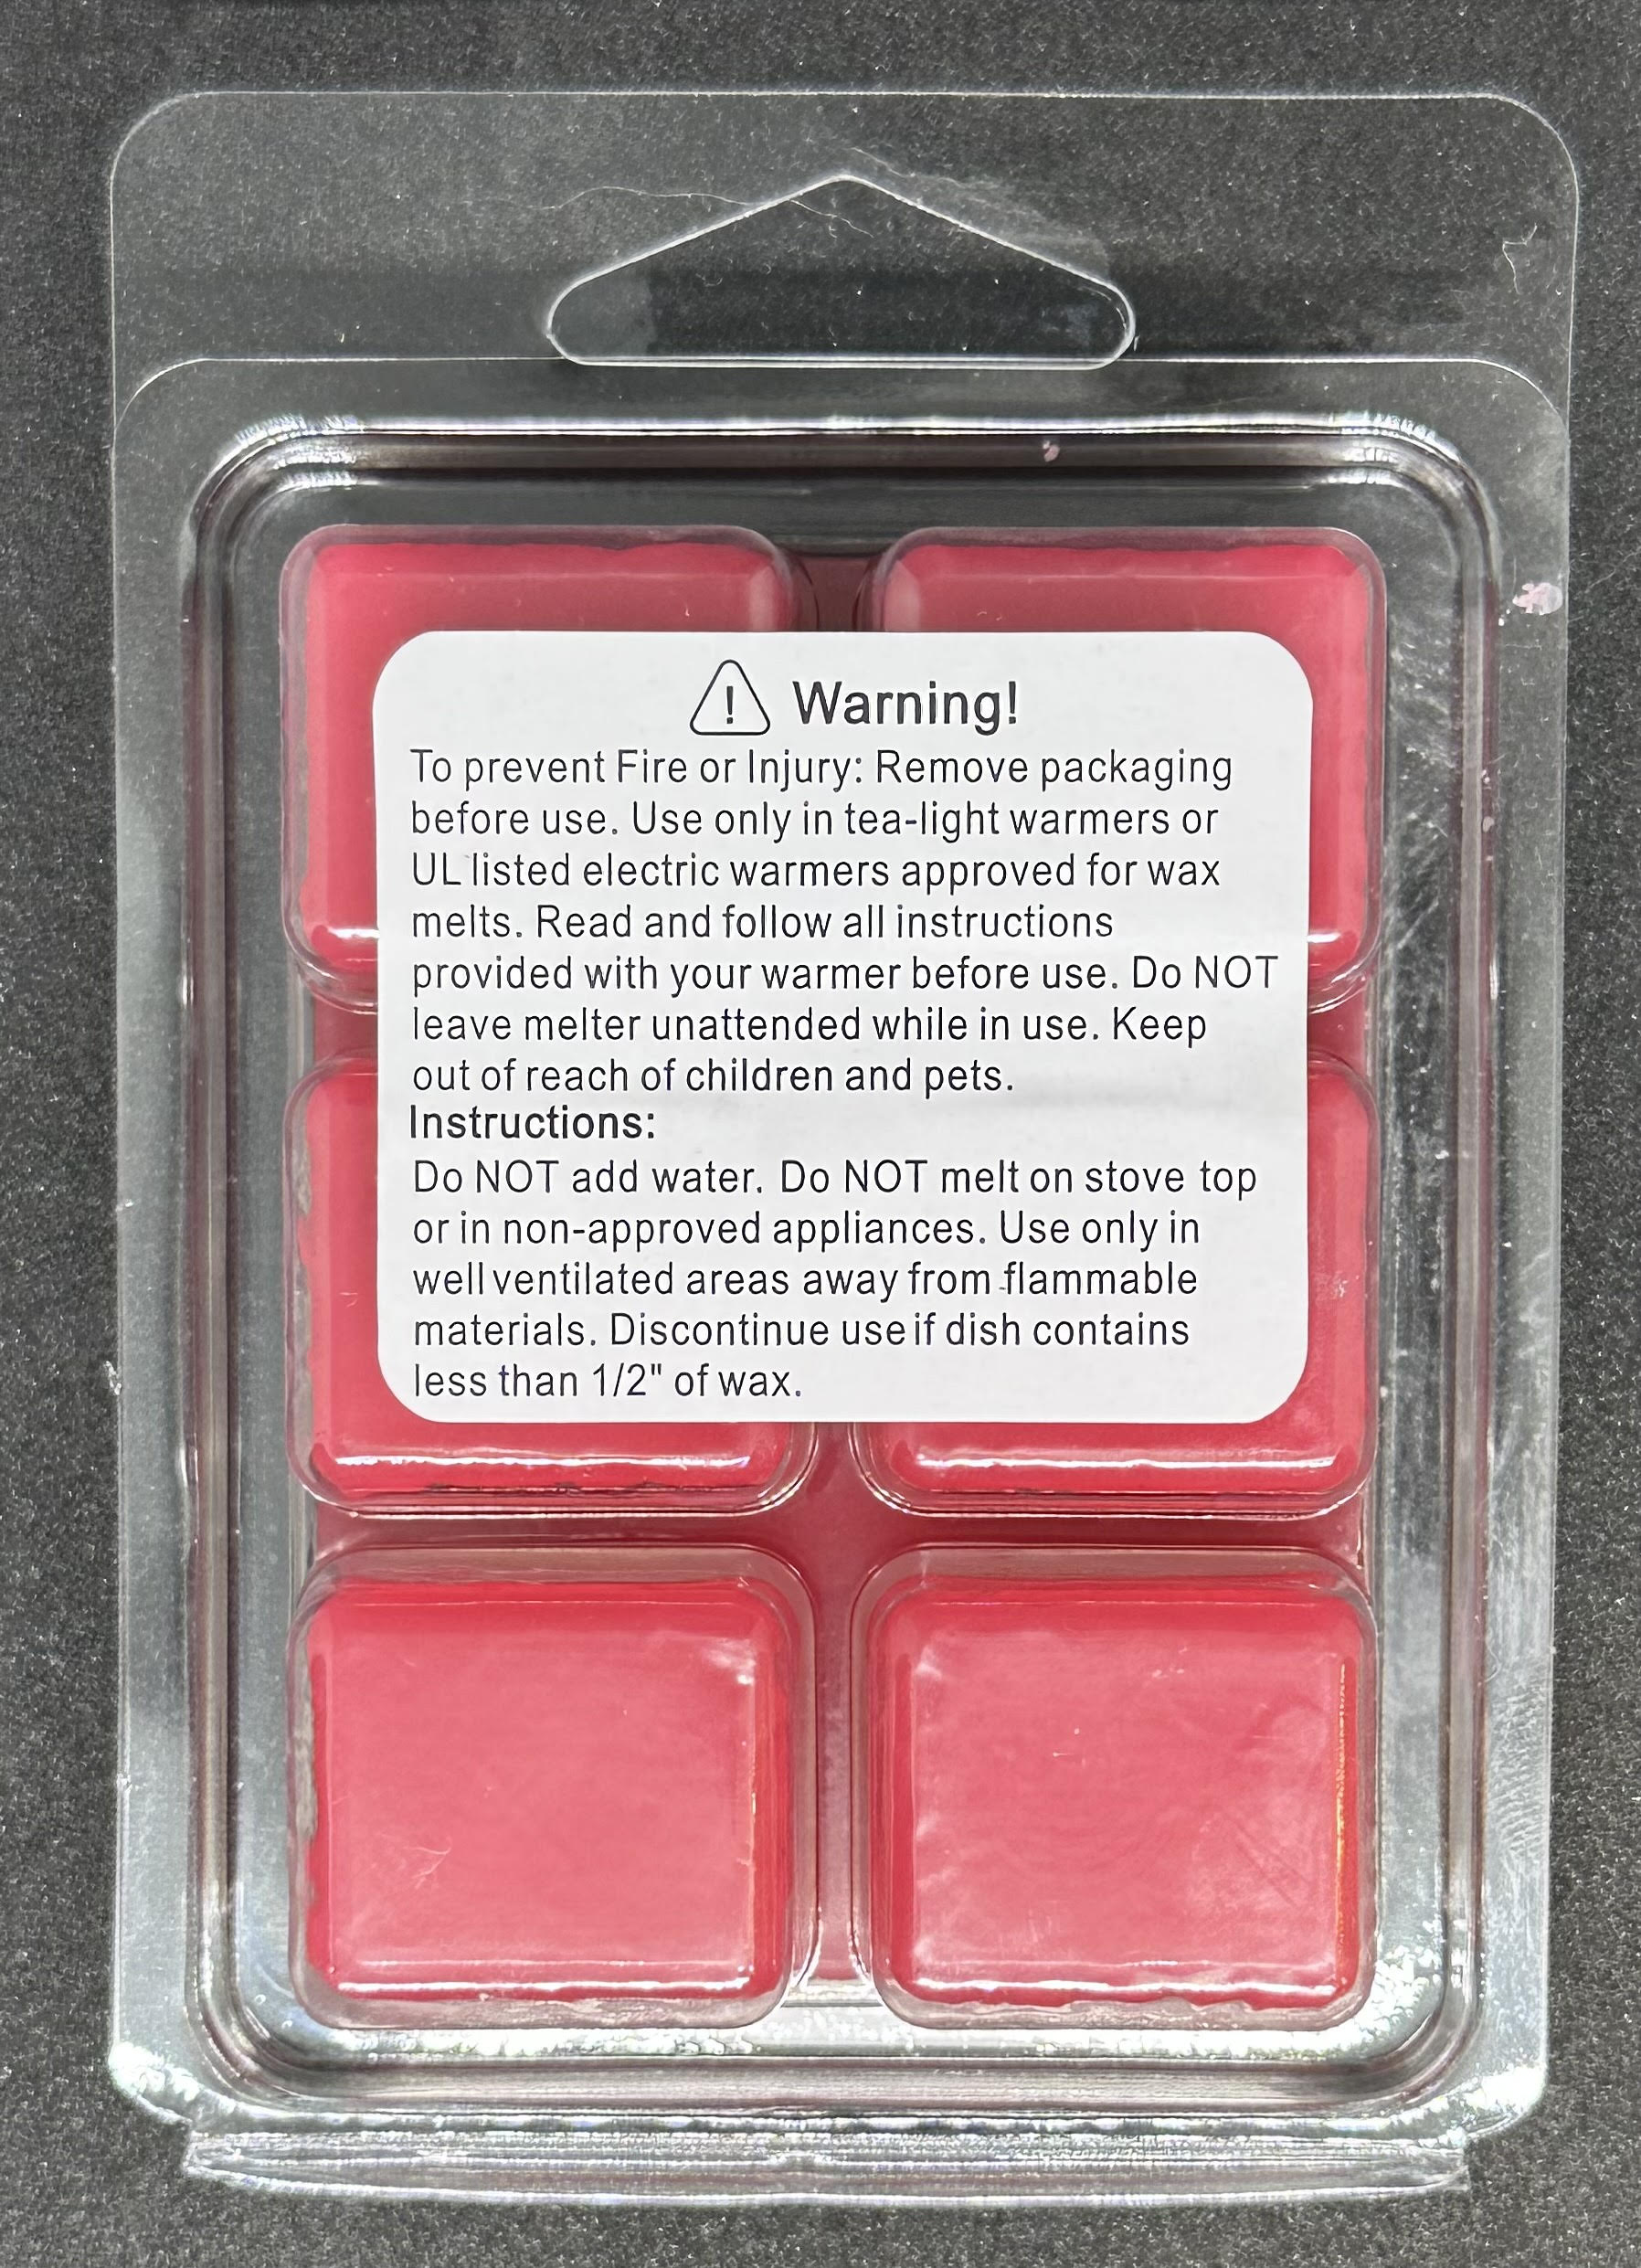 Warning!
To prevent Fire or Injury: Remove packaging
before use. Use only in tea-light warmers or
UL listed electric warmers approved for wax
melts. Read and follow all instructions
provided with your warmer before use. Do NOT
leave melter unattended while in use. Keep
out of reach of children and pets.
Instructions:
Do NOT add water. Do NOT melt on stove top
or in non-approved appliances. Use only in
well ventilated areas away from flammable
materials. Discontinue use if dish contains
less than 1/2" of wax.